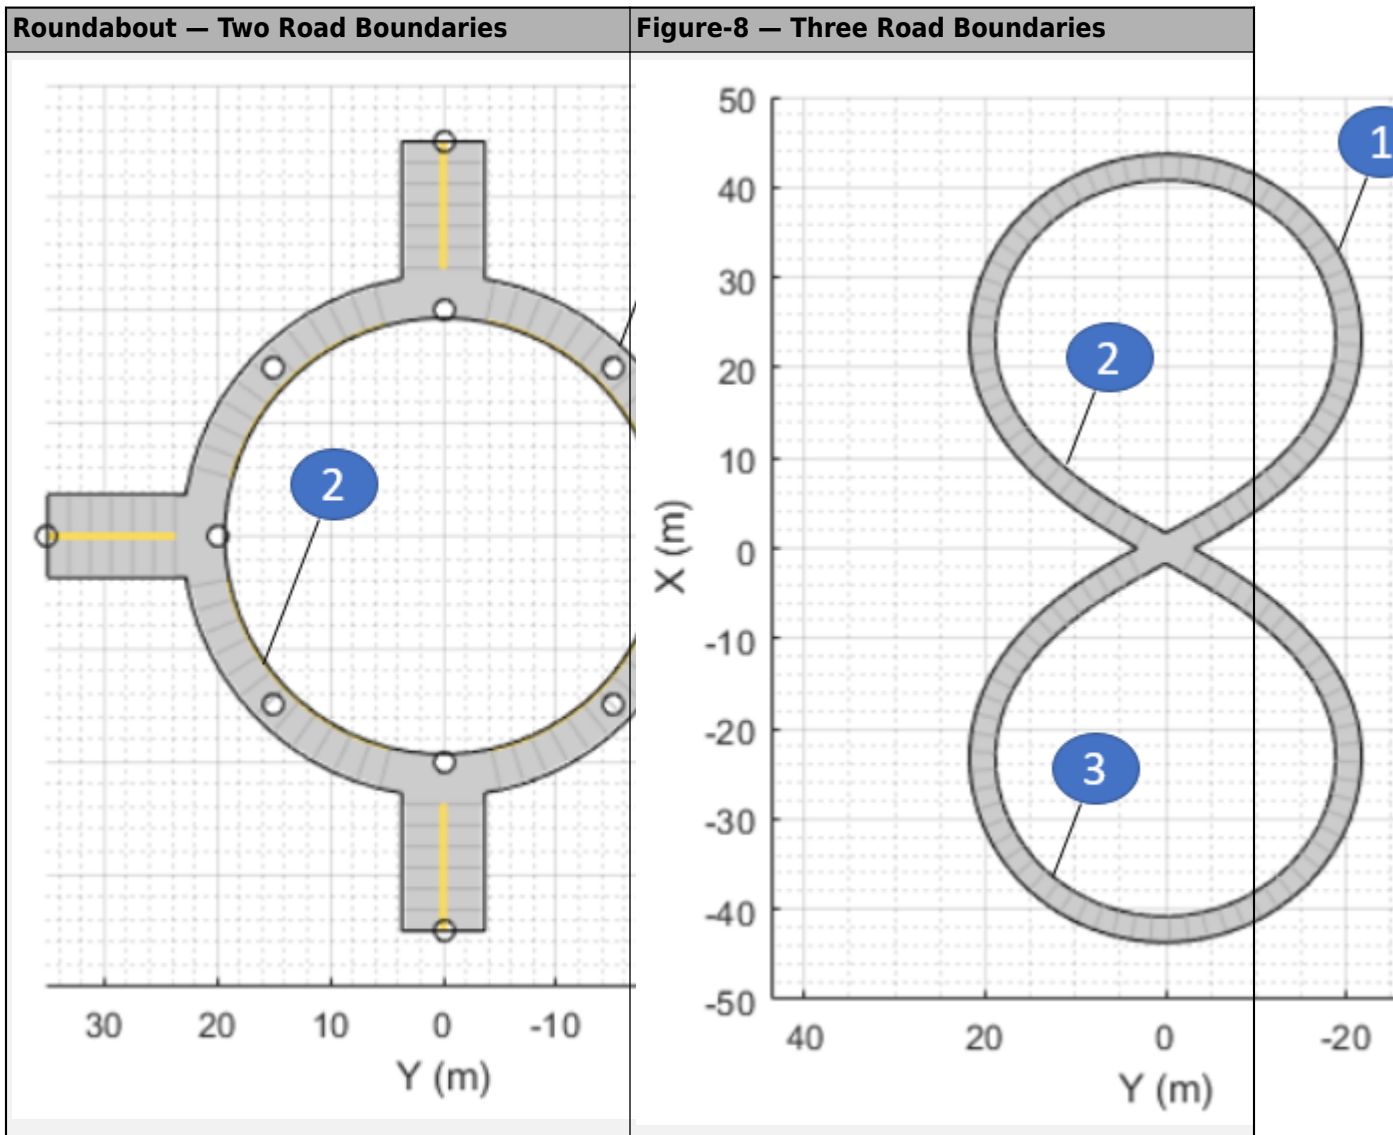 Roundabout — Two Road Boundaries
Figure-8 — Three Road Boundaries
2
30 20 10 0 -10
Y (m)
50
40
30
20
10
0
-10
-20
-30
-40
-50
X (m)
1
2
3
40 20 0 -20
Y (m)